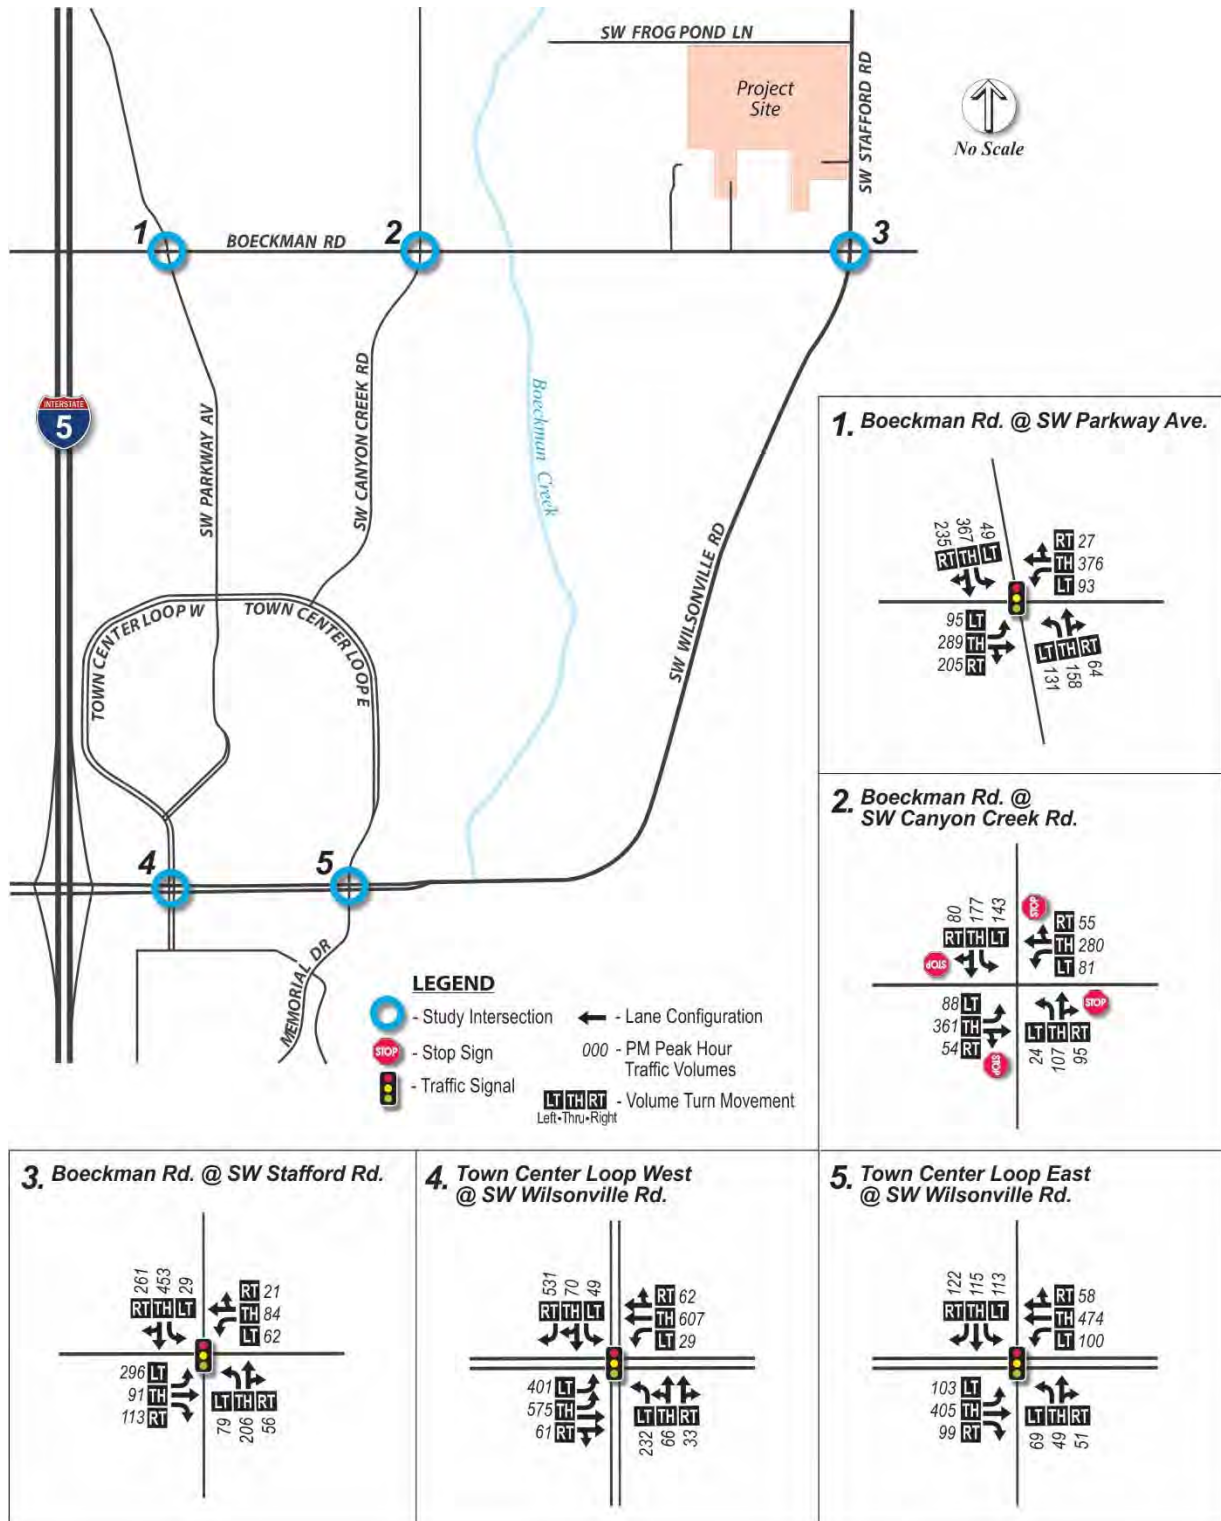 SW FROG POND LN
Project
Site
SW STAFFORD RD
No Scale
1
BOECKMAN RD
2
3
INTERSTATE
5
SW PARKWAY AV
SW CANYON CREEK RD
Boeckman Creek
SW WILSONVILLE RD
TOWN CENTER LOOP W
TOWN CENTER LOOP E
4
5
MEMORIAL DR
LEGEND
- Study Intersection
STOP - Stop Sign
- Traffic Signal
- Lane Configuration
000 - PM Peak Hour
Traffic Volumes
LT TH RT - Volume Turn Movement
Left•Thru•Right
1. Boeckman Rd. @ SW Parkway Ave.
235 367 49
RT TH LT
RT 27
TH 376
LT 93
95 LT
289 TH
205 RT
LT TH RT
131 158 64
2. Boeckman Rd. @
SW Canyon Creek Rd.
80 177 143
RT TH LT
STOP
RT 55
TH 280
LT 81
STOP
88 LT
361 TH
54 RT
STOP
STOP
LT TH RT
24 107 95
3. Boeckman Rd. @ SW Stafford Rd.
261 453 29
RT TH LT
RT 21
TH 84
LT 62
296 LT
91 TH
113 RT
LT TH RT
79 206 56
4. Town Center Loop West
@ SW Wilsonville Rd.
531 70 49
RT TH LT
RT 62
TH 607
LT 29
401 LT
575 TH
61 RT
LT TH RT
232 66 33
5. Town Center Loop East
@ SW Wilsonville Rd.
122 115 113
RT TH LT
RT 58
TH 474
LT 100
103 LT
405 TH
99 RT
LT TH RT
69 49 51